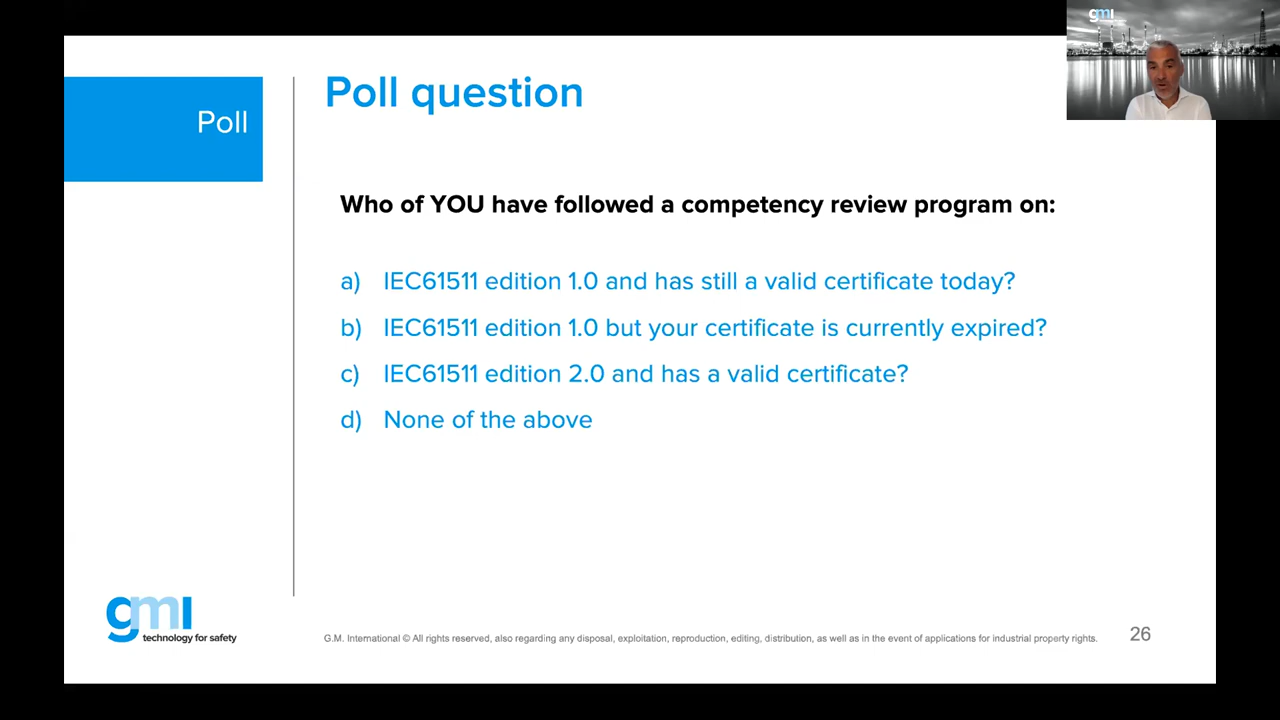 gmi
Poll
Poll question
Who of YOU have followed a competency review program on:
a) IEC61511 edition 1.0 and has still a valid certificate today?
b) IEC61511 edition 1.0 but your certificate is currently expired?
c) IEC61511 edition 2.0 and has a valid certificate?
d) None of the above
gmi
technology for safety
G.M. International © All rights reserved, also regarding any disposal, exploitation, reproduction, editing, distribution, as well as in the event of applications for industrial property rights.
26